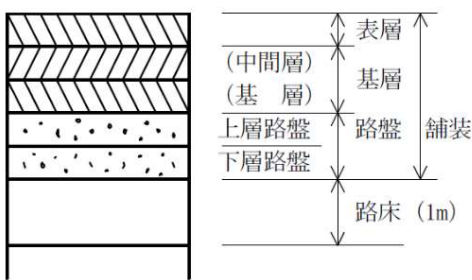 表層
(中間層)
基層
(基　層)
上層路盤
路盤
舗装
下層路盤
路床 (1m)